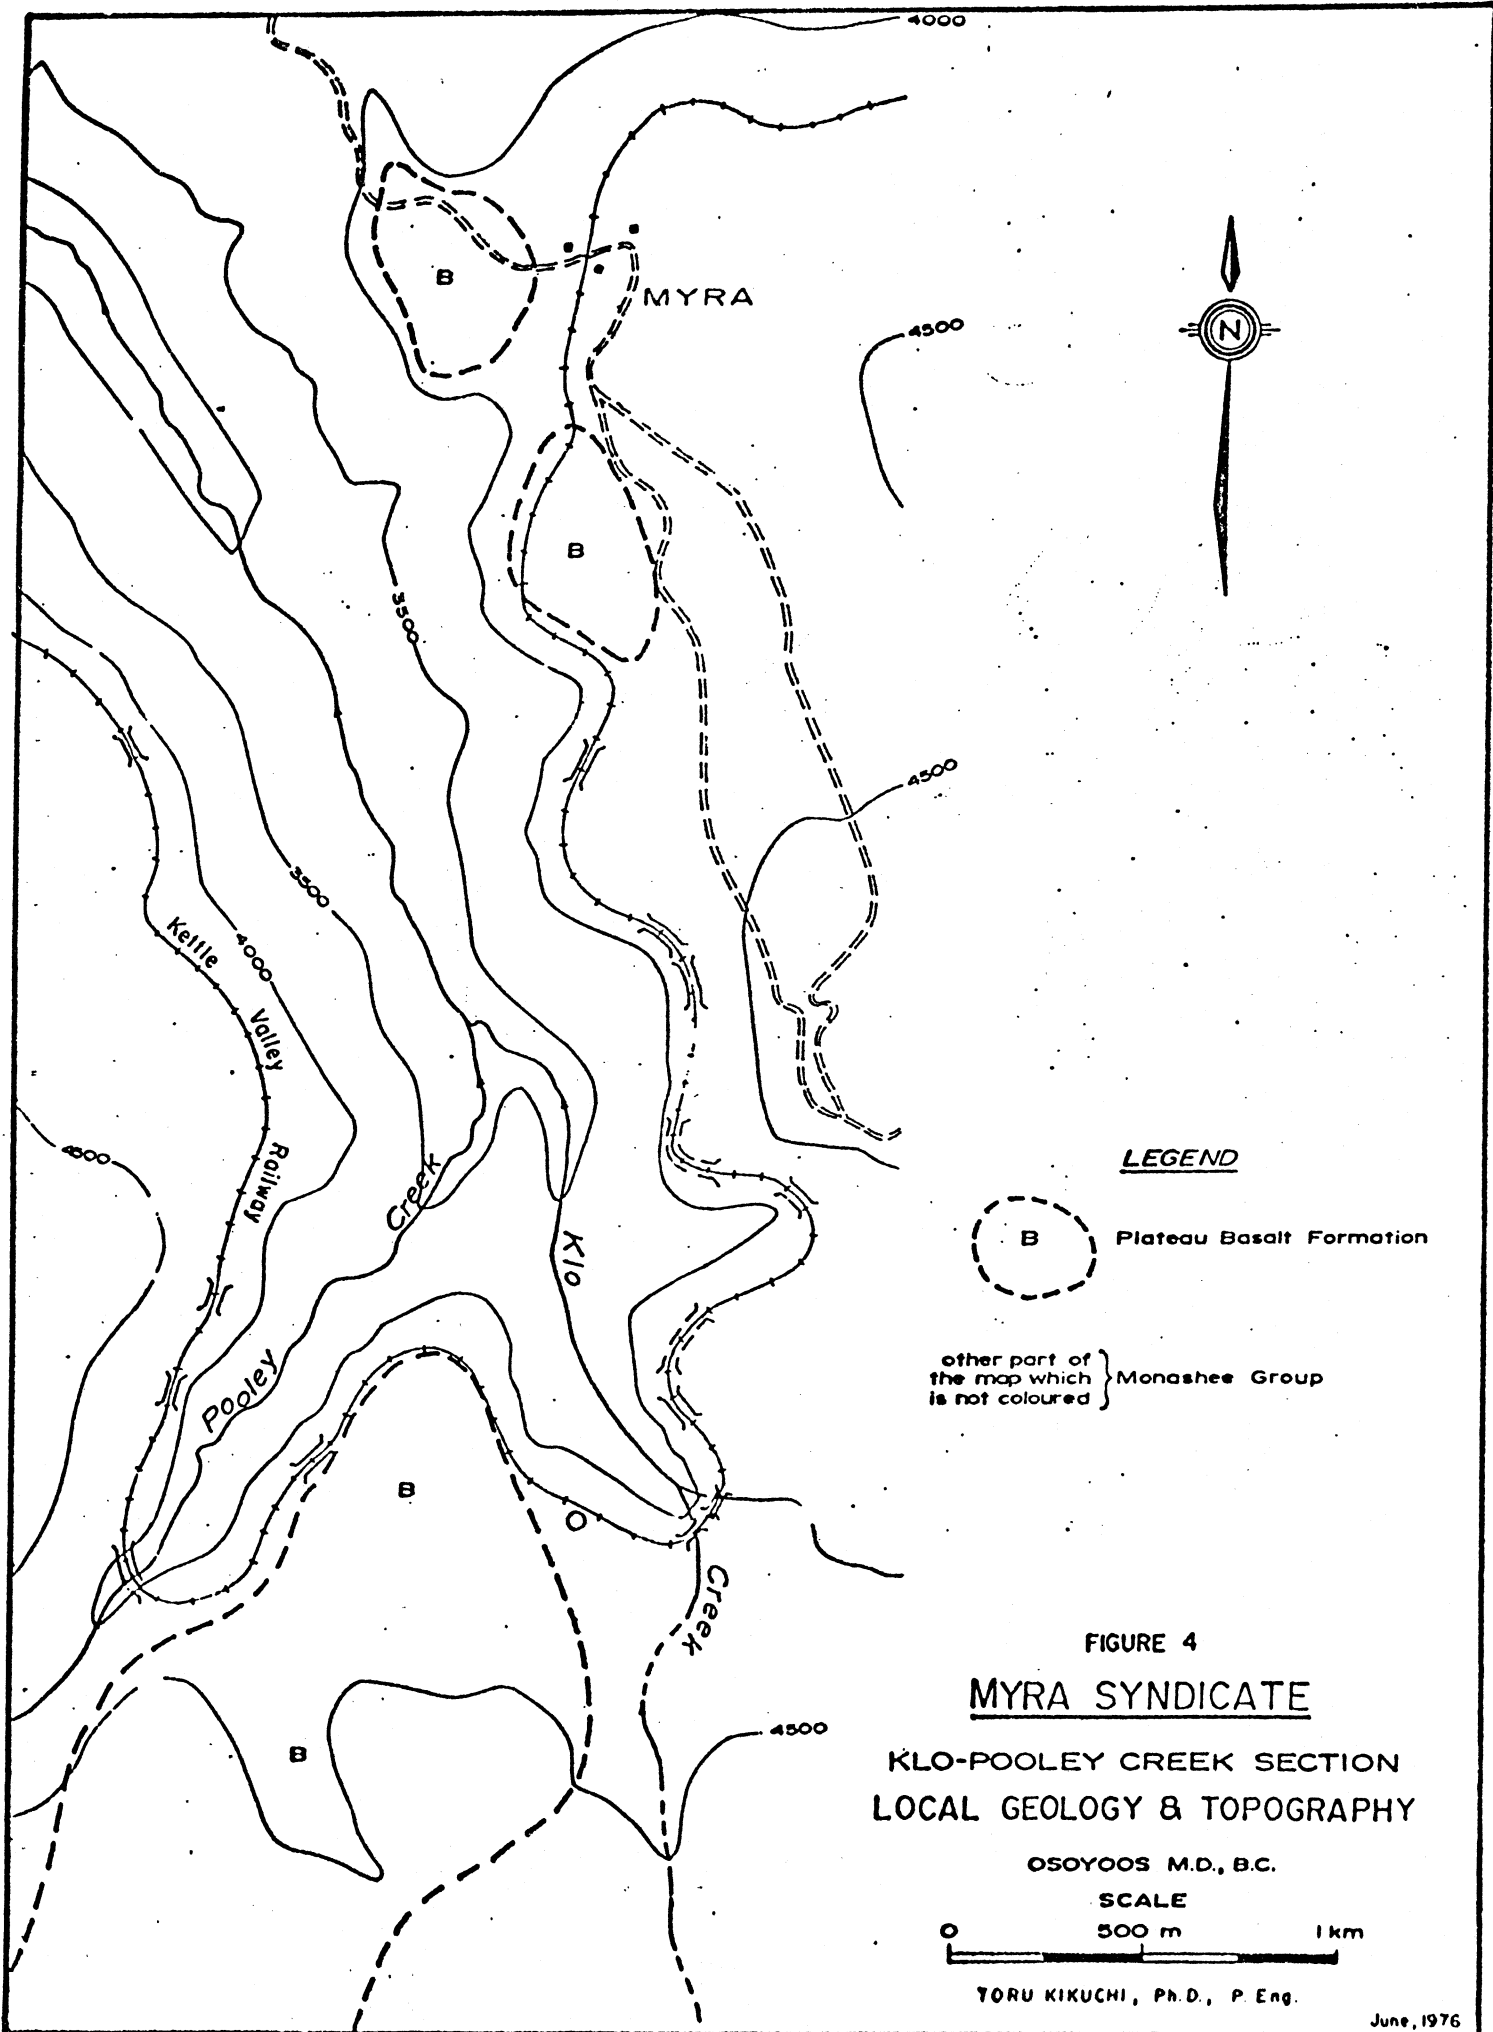 4000
B
MYRA
4500
N
B
3500
4500
3500
Kettle
4000
Valley
Railway
4500
Creek
Klo
Pooley
B
Creek
B
4500
LEGEND
B Plateau Basalt Formation
other part of
the map which } Monashee Group
is not coloured
FIGURE 4
MYRA SYNDICATE
KLO-POOLEY CREEK SECTION
LOCAL GEOLOGY & TOPOGRAPHY
OSOYOOS M.D., B.C.
SCALE
0 500 m 1 km
TORU KIKUCHI, Ph.D., P. Eng.
June, 1976